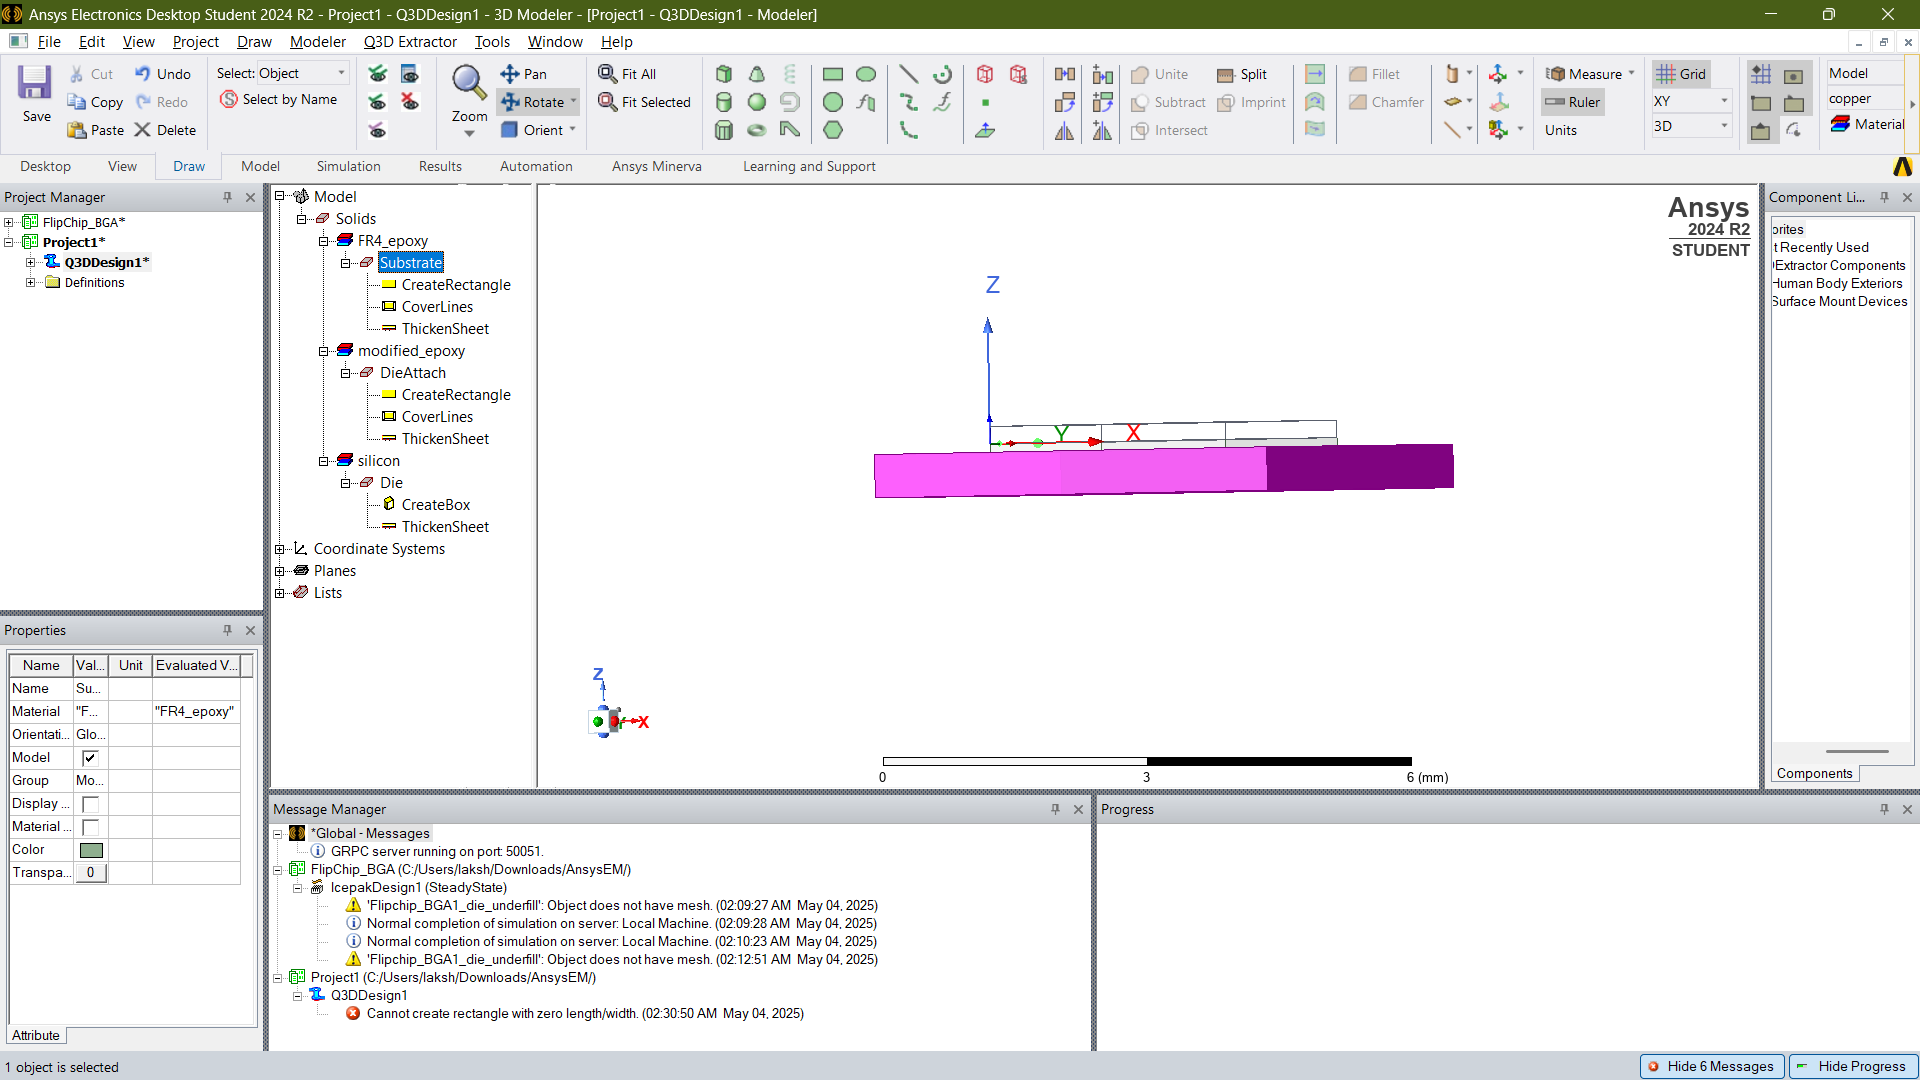 Ansys Electronics Desktop Student 2024 R2 - Project1 - Q3DDesign1 - 3D Modeler - [Project1 - Q3DDesign1 - Modeler]
File Edit View Project Draw Modeler Q3D Extractor Tools Window Help
Save
Cut
Copy
Paste
Undo
Redo
Delete
Select: Object
Select by Name
Zoom
Pan
Rotate
Orient
Fit All
Fit Selected
Unite
Subtract
Intersect
Split
Imprint
Fillet
Chamfer
Measure
Ruler
Units
Grid
XY
3D
Model
copper
Material
Desktop View Draw Model Simulation Results Automation Ansys Minerva Learning and Support
Project Manager
FlipChip_BGA*
Project1*
Q3DDesign1*
Definitions
Model
Solids
FR4_epoxy
Substrate
CreateRectangle
CoverLines
ThickenSheet
modified_epoxy
DieAttach
CreateRectangle
CoverLines
ThickenSheet
silicon
Die
CreateBox
ThickenSheet
Coordinate Systems
Planes
Lists
Ansys
2024 R2
STUDENT
Z
Y
X
Z
X
0 3 6 (mm)
Component Li...
orites
t Recently Used
Extractor Components
Human Body Exteriors
Surface Mount Devices
Components
Properties
Name Val... Unit Evaluated V...
Name Su...
Material "F... "FR4_epoxy"
Orientati... Glo...
Model
Group Mo...
Display ...
Material ...
Color
Transpa... 0
Attribute
Message Manager
*Global - Messages
GRPC server running on port: 50051.
FlipChip_BGA (C:/Users/laksh/Downloads/AnsysEM/)
IcepakDesign1 (SteadyState)
'Flipchip_BGA1_die_underfill': Object does not have mesh. (02:09:27 AM May 04, 2025)
Normal completion of simulation on server: Local Machine. (02:09:28 AM May 04, 2025)
Normal completion of simulation on server: Local Machine. (02:10:23 AM May 04, 2025)
'Flipchip_BGA1_die_underfill': Object does not have mesh. (02:12:51 AM May 04, 2025)
Project1 (C:/Users/laksh/Downloads/AnsysEM/)
Q3DDesign1
Cannot create rectangle with zero length/width. (02:30:50 AM May 04, 2025)
Progress
1 object is selected
Hide 6 Messages
Hide Progress